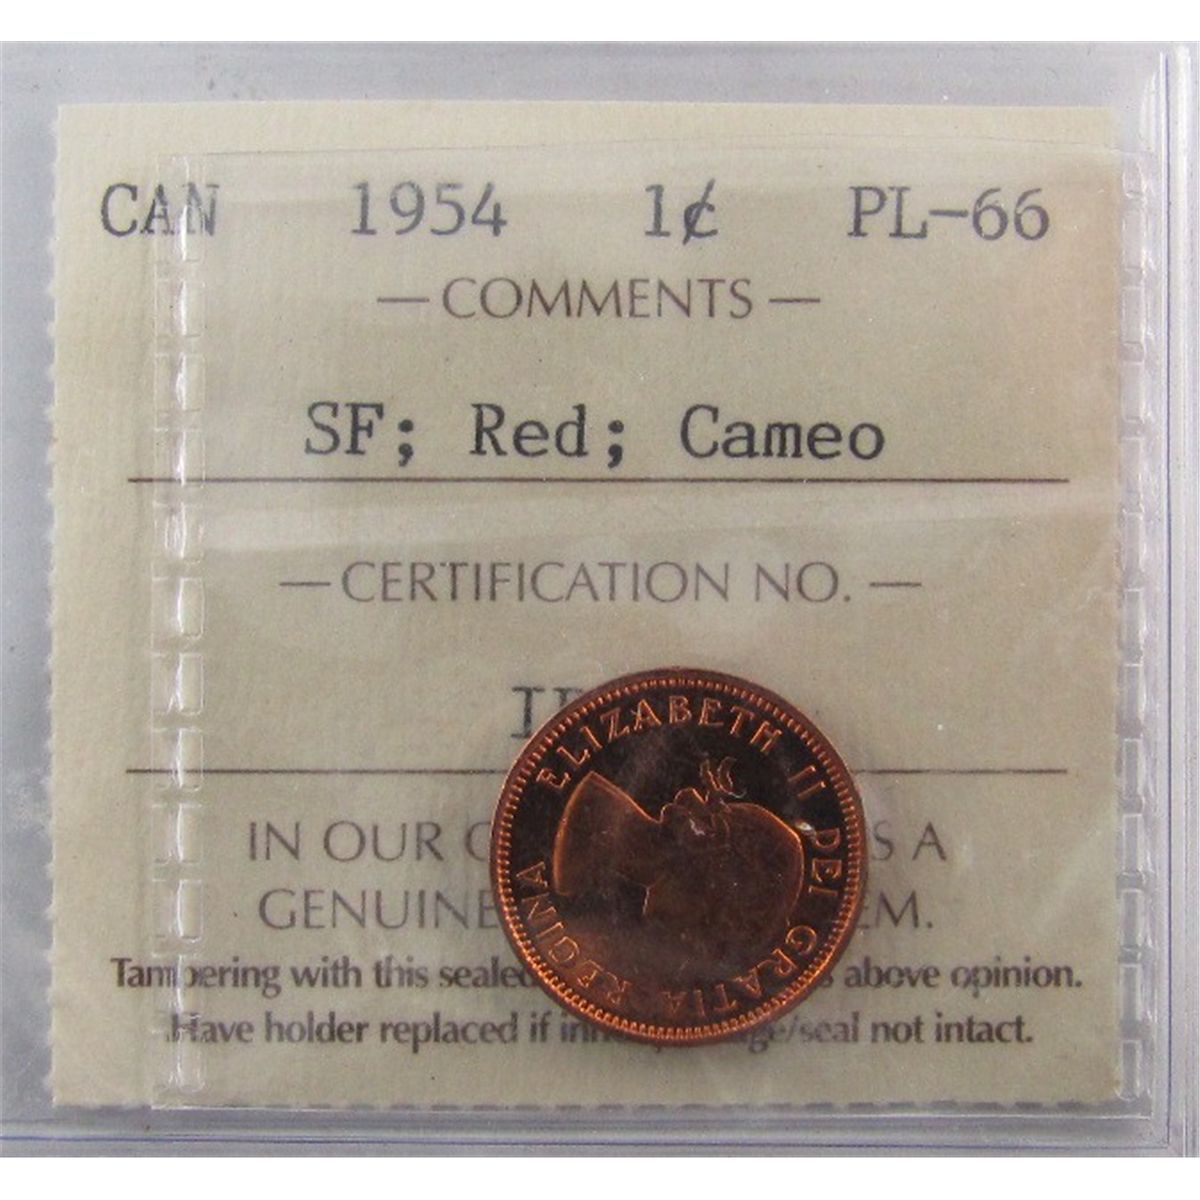 CAN 1954 1¢ PL-66
— COMMENTS —
SF; Red; Cameo
— CERTIFICATION NO. —
ELIZABETH II DEI GRATIA REGINA
IN OUR A
GENUINE
Tampering with this sealed above opinion.
Have holder replaced if seal not intact.